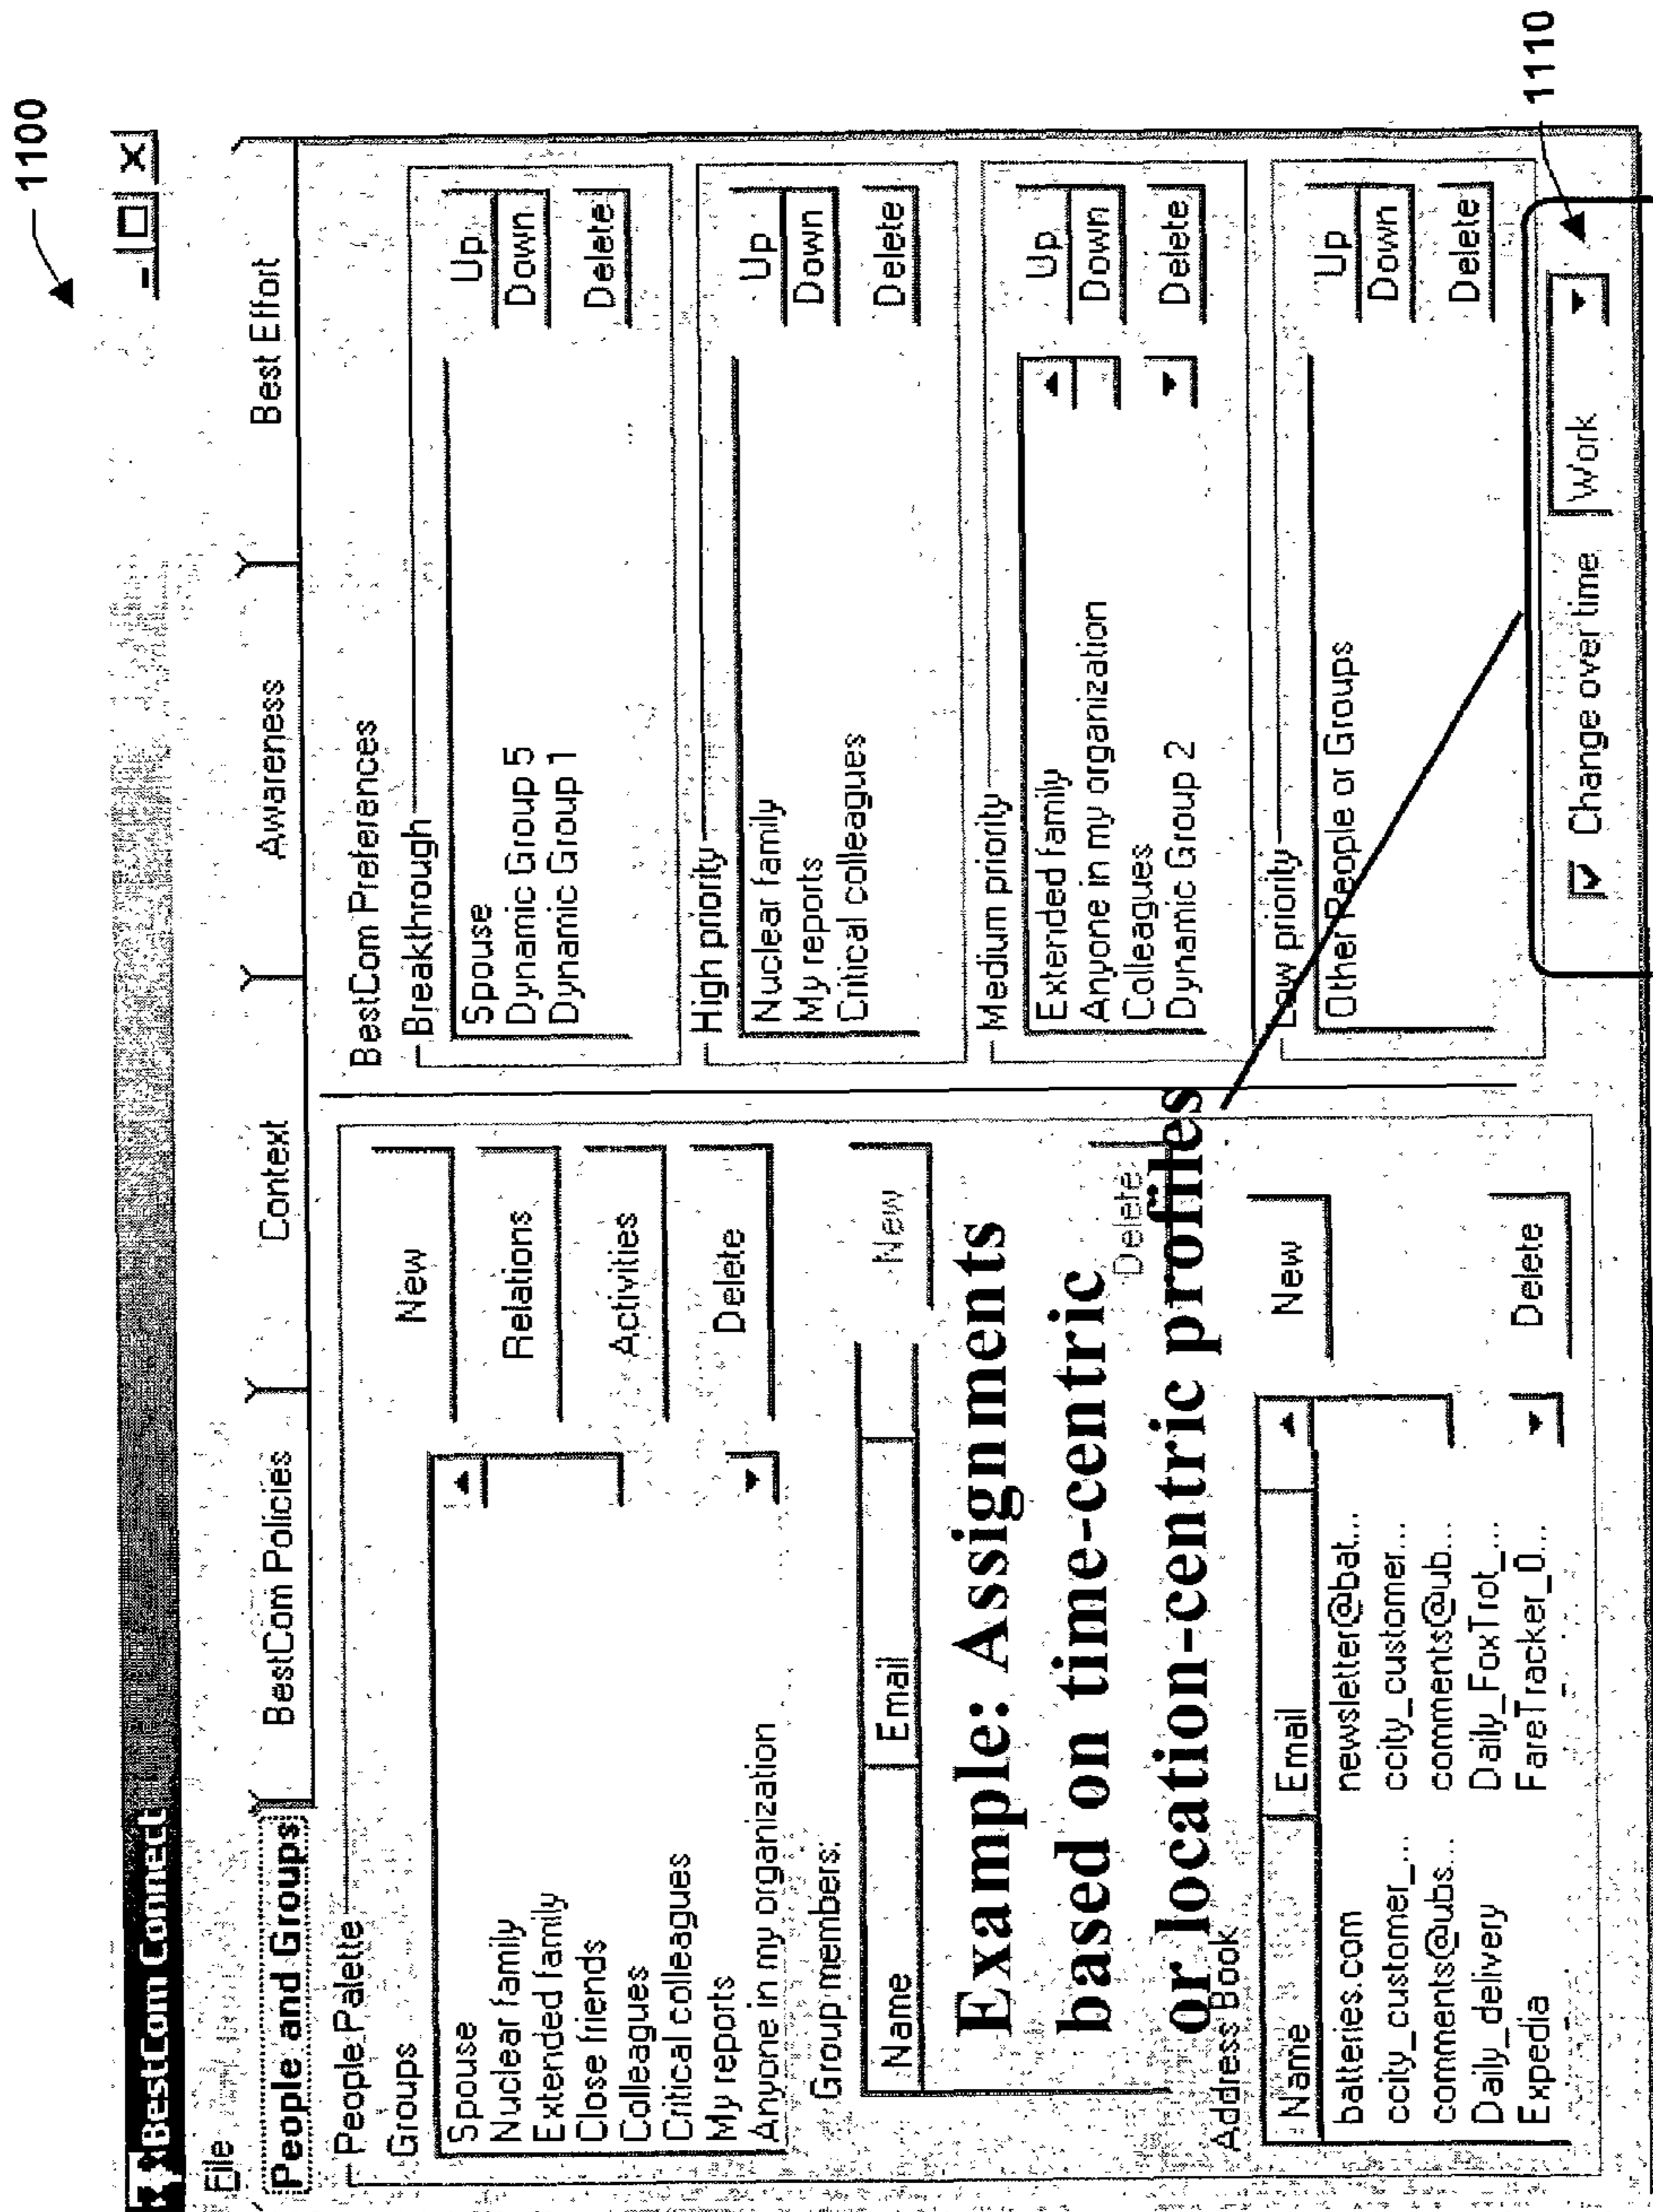 1100
BestCom Connect
File
People and Groups
BestCom Policies
Context
Awareness
Best Effort
People Palette
Groups
Spouse
Nuclear family
Extended family
Close friends
Colleagues
Critical colleagues
My reports
Anyone in my organization
New
Relations
Activities
Delete
Group members:
Name Email
New
Delete
Example: Assignments
based on time-centric
or location-centric profiles
Address Book
Name Email
batteries.com newsletter@bat...
ccity_customer_... ccity_customer...
comments@ubs... comments@ub...
Daily_delivery Daily_FoxTrot_...
Expedia FareTracker_0...
New
Delete
BestCom Preferences
Breakthrough
Spouse
Dynamic Group 5
Dynamic Group 1
Up
Down
Delete
High priority
Nuclear family
My reports
Critical colleagues
Up
Down
Delete
Medium priority
Extended family
Anyone in my organization
Colleagues
Dynamic Group 2
Up
Down
Delete
Low priority
Other People or Groups
Up
Down
Delete
Change over time
Work
1110